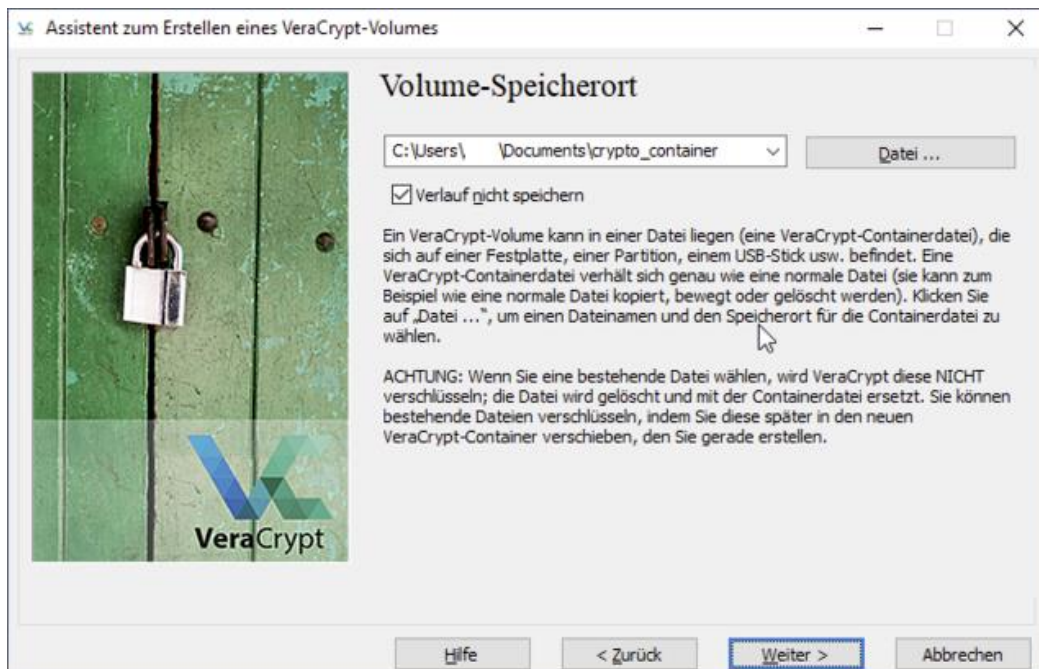 Assistent zum Erstellen eines VeraCrypt-Volumes
Volume-Speicherort
C:\Users\ \Documents\crypto_container
Datei ...
Verlauf nicht speichern
Ein VeraCrypt-Volume kann in einer Datei liegen (eine VeraCrypt-Containerdatei), die
sich auf einer Festplatte, einer Partition, einem USB-Stick usw. befindet. Eine
VeraCrypt-Containerdatei verhält sich genau wie eine normale Datei (sie kann zum
Beispiel wie eine normale Datei kopiert, bewegt oder gelöscht werden). Klicken Sie
auf „Datei ...“, um einen Dateinamen und den Speicherort für die Containerdatei zu
wählen.
ACHTUNG: Wenn Sie eine bestehende Datei wählen, wird VeraCrypt diese NICHT
verschlüsseln; die Datei wird gelöscht und mit der Containerdatei ersetzt. Sie können
bestehende Dateien verschlüsseln, indem Sie diese später in den neuen
VeraCrypt-Container verschieben, den Sie gerade erstellen.
VeraCrypt
Hilfe
< Zurück
Weiter >
Abbrechen